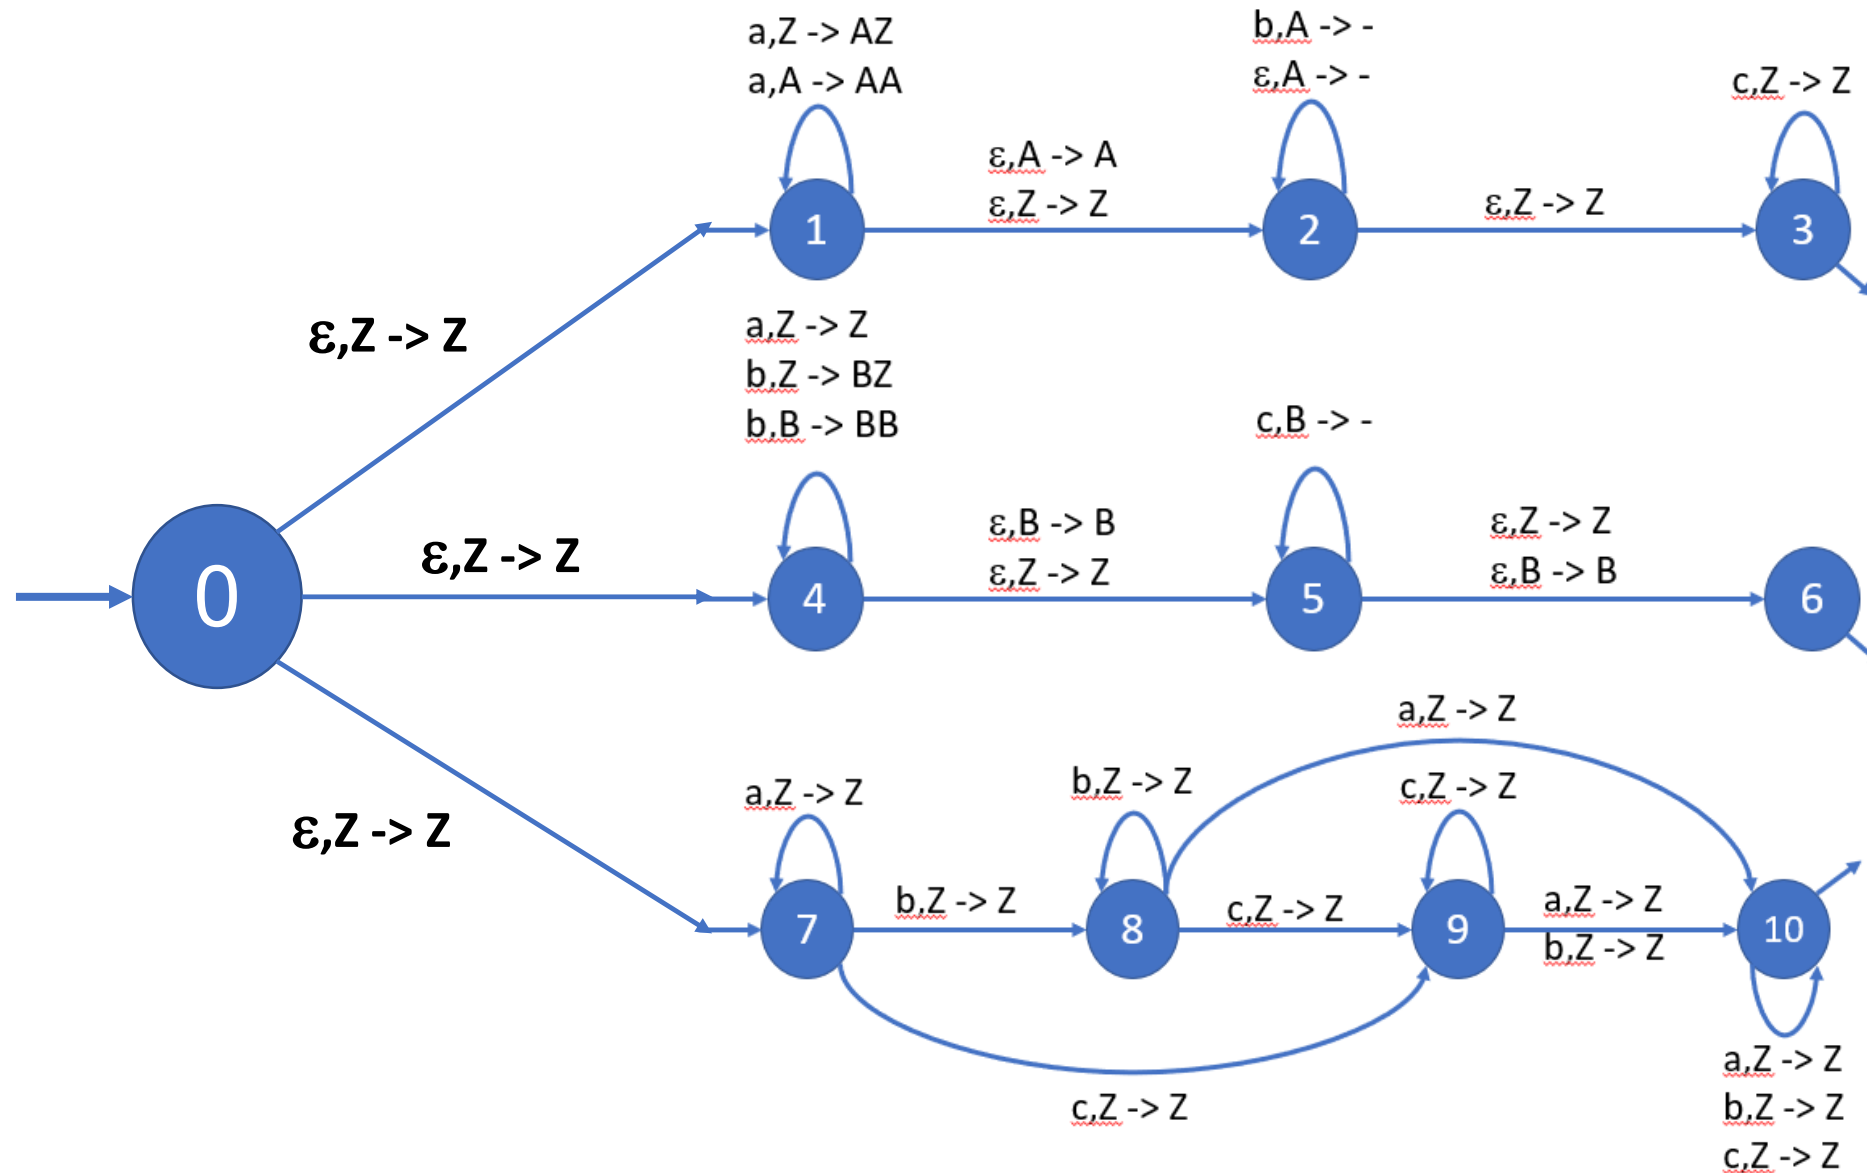 a,Z -> AZ
a,A -> AA
b,A -> -
ε,A -> -
c,Z -> Z
ε,A -> A
ε,Z -> Z
ε,Z -> Z
1
2
3
ε,Z -> Z
a,Z -> Z
b,Z -> BZ
b,B -> BB
c,B -> -
ε,B -> B
ε,Z -> Z
ε,Z -> Z
ε,B -> B
ε,Z -> Z
0
4
5
6
a,Z -> Z
a,Z -> Z
b,Z -> Z
c,Z -> Z
ε,Z -> Z
b,Z -> Z
c,Z -> Z
a,Z -> Z
b,Z -> Z
7
8
9
10
c,Z -> Z
a,Z -> Z
b,Z -> Z
c,Z -> Z